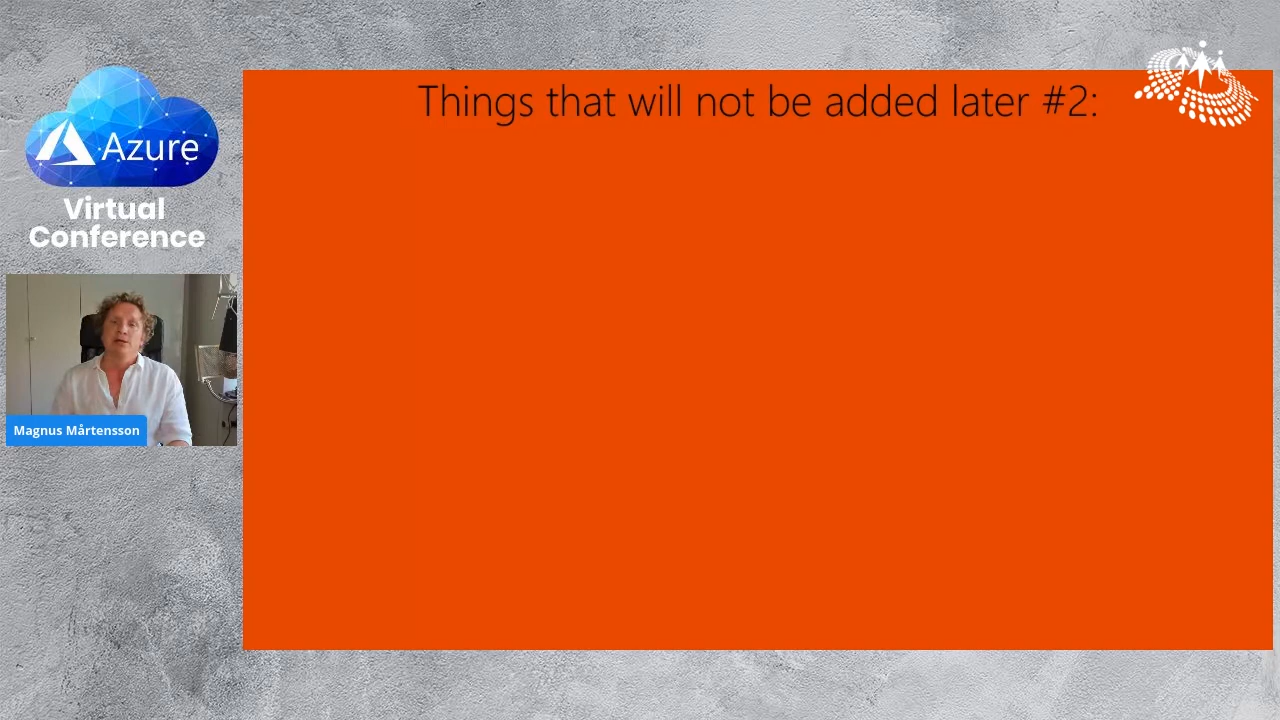 Things that will not be added later #2:
Azure
Virtual
Conference
Magnus Mårtensson